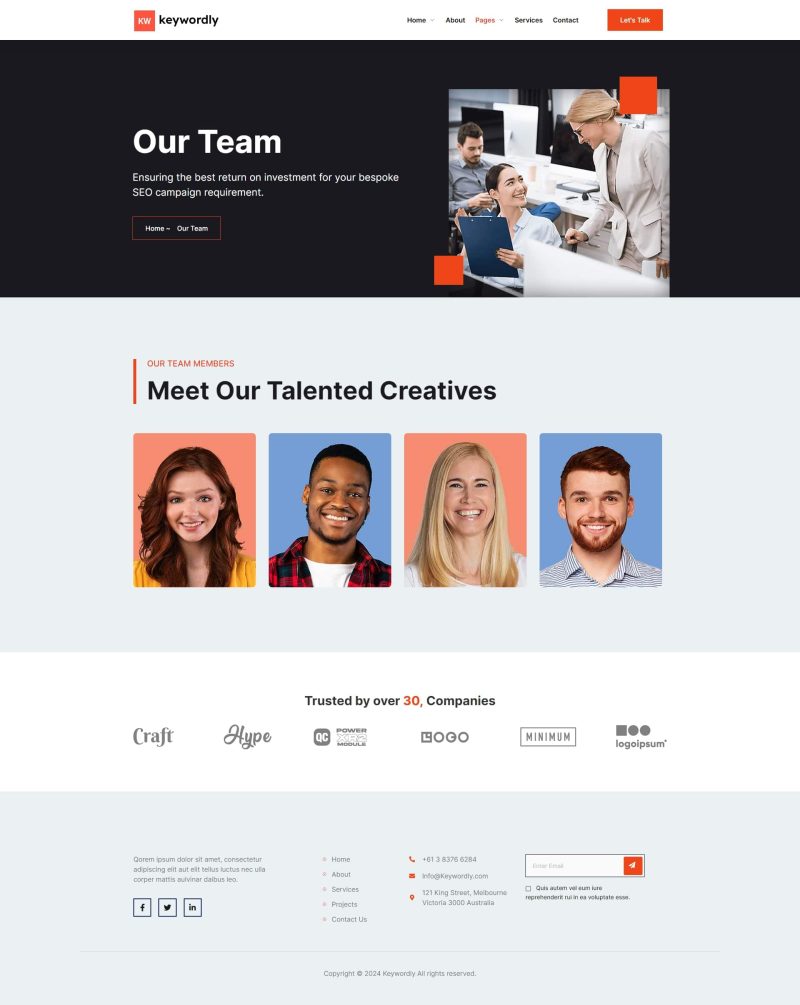 KW keywordly
Home About Pages Services Contact Let's Talk
Our Team
Ensuring the best return on investment for your bespoke
SEO campaign requirement.
Home ~ Our Team
OUR TEAM MEMBERS
Meet Our Talented Creatives
Trusted by over 30, Companies
Craft
Hype
QC POWER
XR2
MODULE
LOGO
MINIMUM
logoipsum
Qorem ipsum dolor sit amet, consectetur
adipiscing elit aut elit tellus luctus nec ulla
corper mattis aulvinar daibus leo.
Home
About
Services
Projects
Contact Us
+61 3 8376 6284
Info@Keywordly.com
121 King Street, Melbourne
Victoria 3000 Australia
Enter Email
Quis autem vel eum iure
reprehenderit rui in ea voluptate esse.
Copyright © 2024 Keywordly All rights reserved.